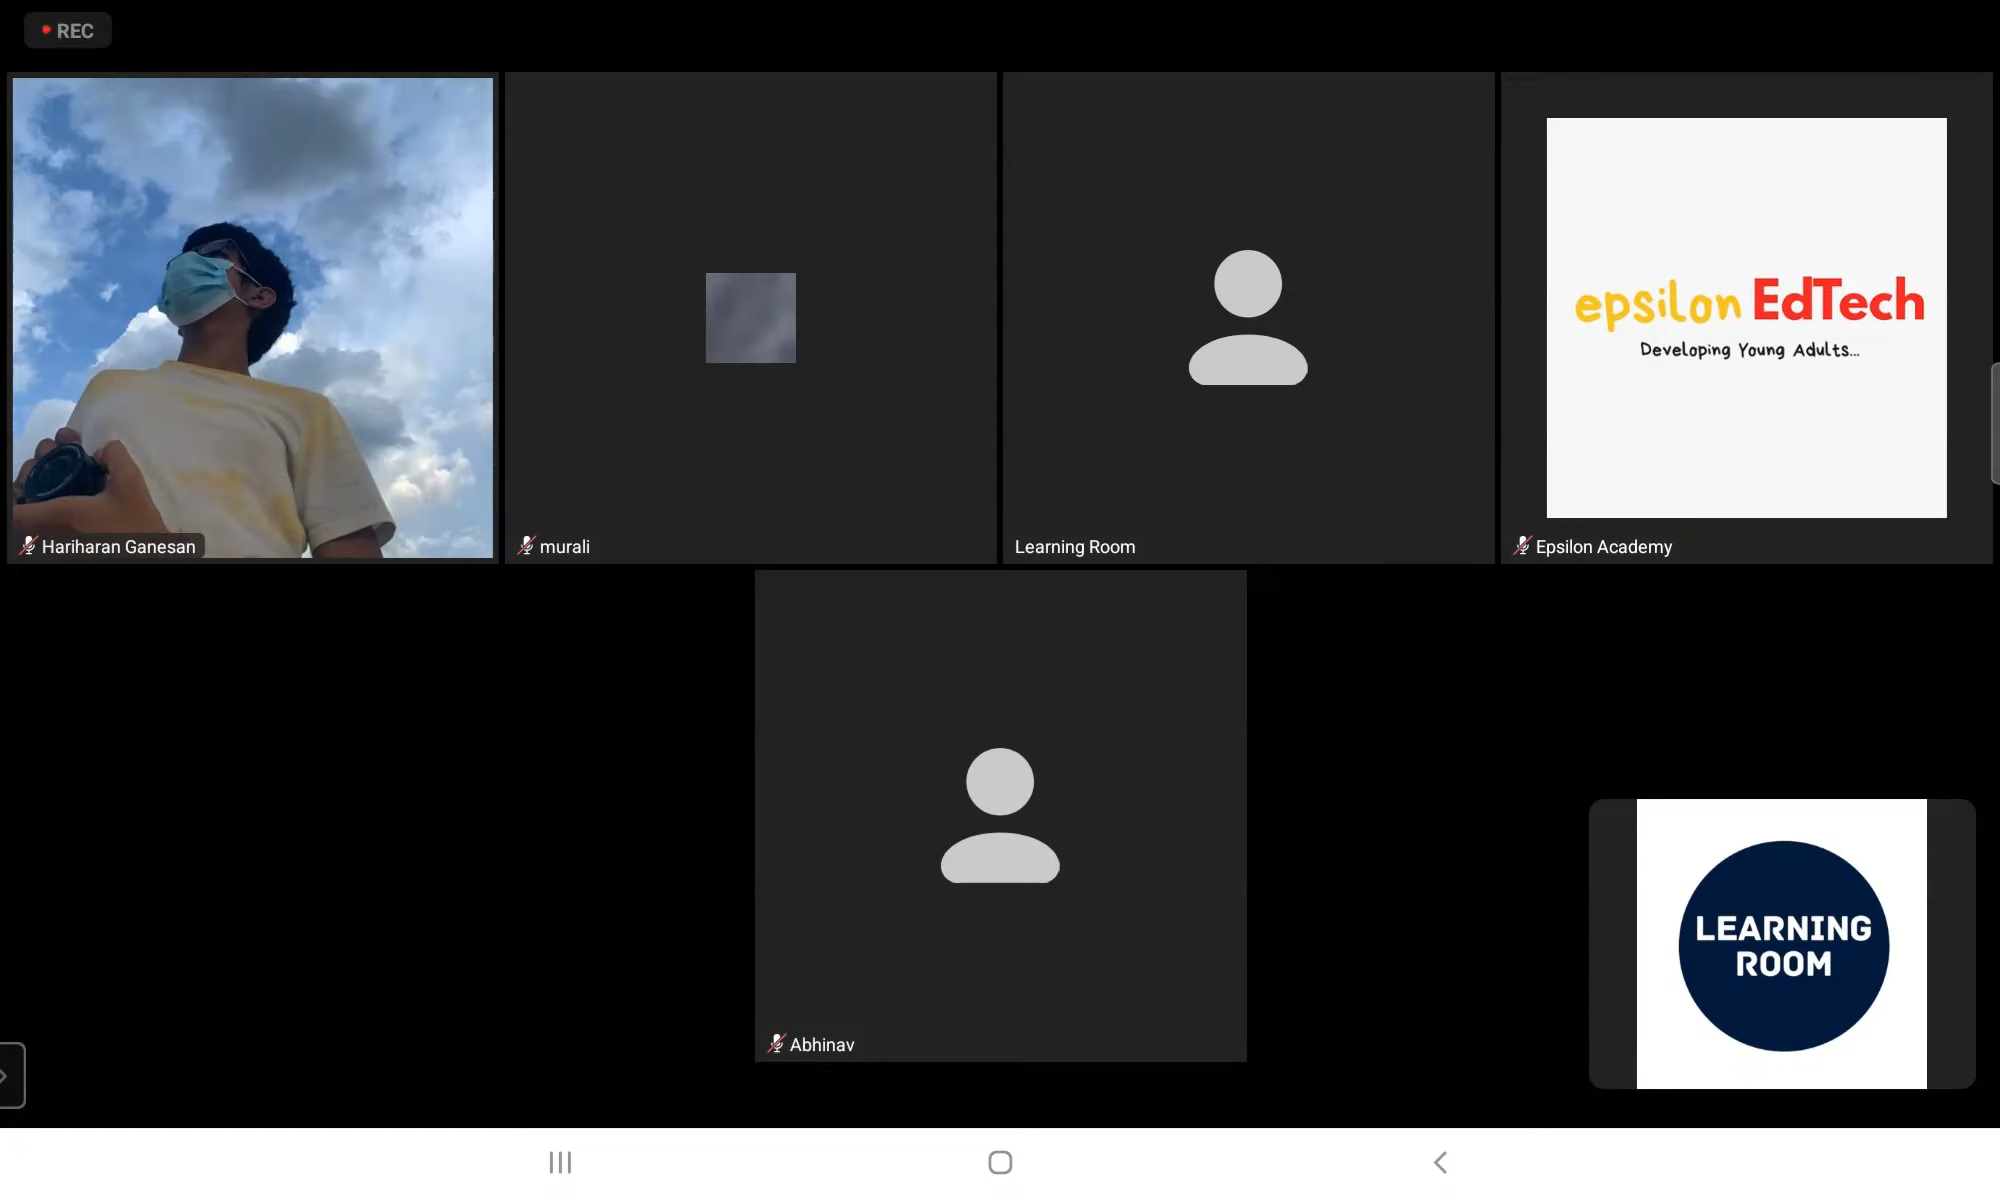 REC
Hariharan Ganesan
murali
Learning Room
epsilon EdTech
Developing Young Adults...
Epsilon Academy
Abhinav
LEARNING
ROOM